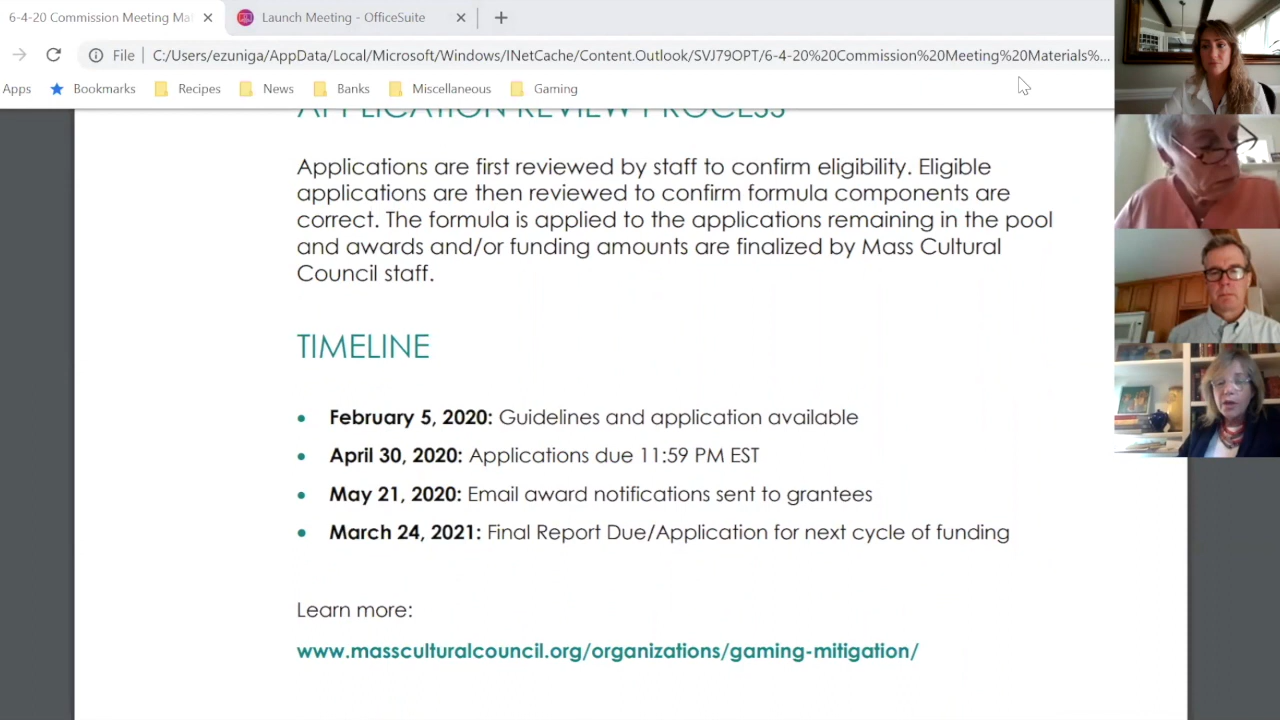 6-4-20 Commission Meeting Ma
Launch Meeting - OfficeSuite
File
C:/Users/ezuniga/AppData/Local/Microsoft/Windows/INetCache/Content.Outlook/SVJ79OPT/6-4-20%20Commission%20Meeting%20Materials%...
Apps Bookmarks Recipes News Banks Miscellaneous Gaming
APPLICATION REVIEW PROCESS
Applications are first reviewed by staff to confirm eligibility. Eligible
applications are then reviewed to confirm formula components are
correct. The formula is applied to the applications remaining in the pool
and awards and/or funding amounts are finalized by Mass Cultural
Council staff.
TIMELINE
• February 5, 2020: Guidelines and application available
• April 30, 2020: Applications due 11:59 PM EST
• May 21, 2020: Email award notifications sent to grantees
• March 24, 2021: Final Report Due/Application for next cycle of funding
Learn more:
www.massculturalcouncil.org/organizations/gaming-mitigation/